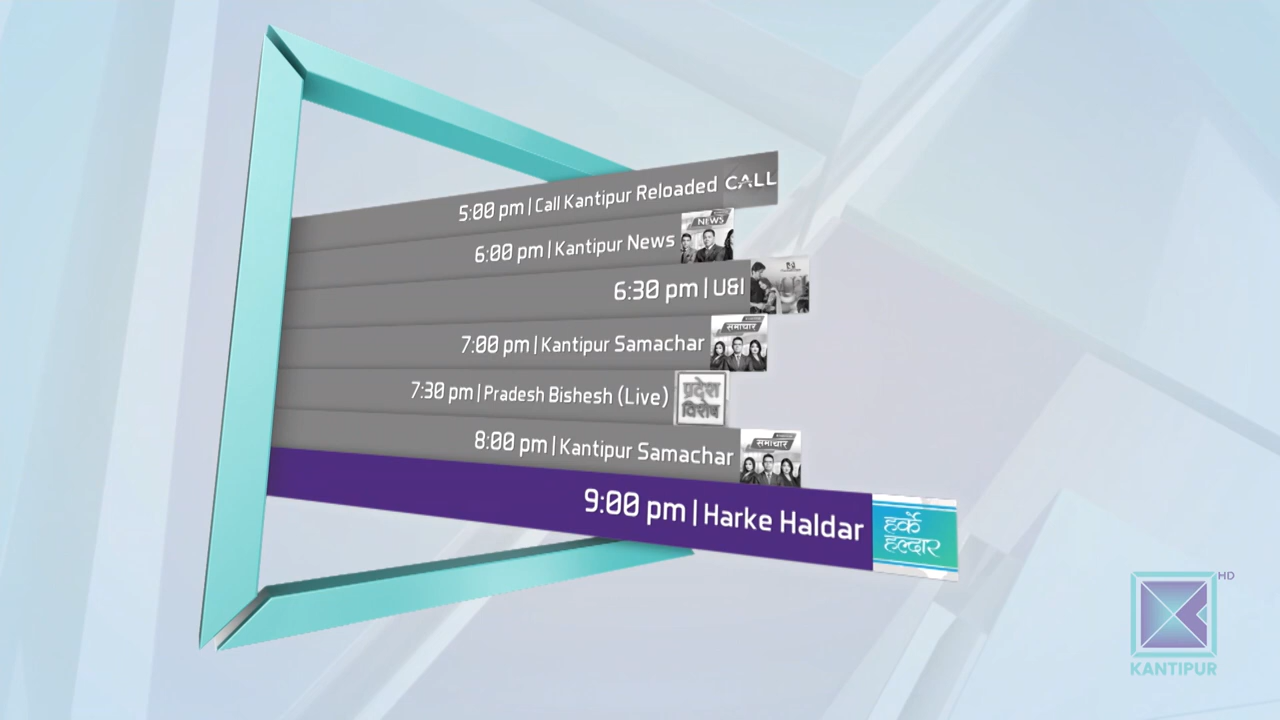 5:00 pm | Call Kantipur Reloaded CALL
6:00 pm | Kantipur News NEWS
6:30 pm | U&I
7:00 pm | Kantipur Samachar समाचार
7:30 pm | Pradesh Bishesh (Live) प्रदेश
विशेष
8:00 pm | Kantipur Samachar समाचार
9:00 pm | Harke Haldar हर्के
हल्दार
HD
KANTIPUR